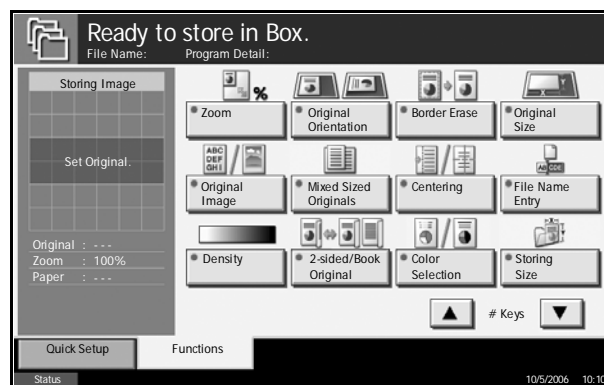 Ready to store in Box.
File Name: Program Detail:
Storing Image
Set Original.
Original : - - -
Zoom : 100%
Paper : - - -
%
Zoom
Original
Orientation
Border Erase
X
Y
Original
Size
ABC
DEF
GHI
Original
Image
Mixed Sized
Originals
Centering
AB CDE
File Name
Entry
Density
2-sided/Book
Original
Color
Selection
Storing
Size
# Keys
Quick Setup
Functions
Status
10/5/2006 10:10